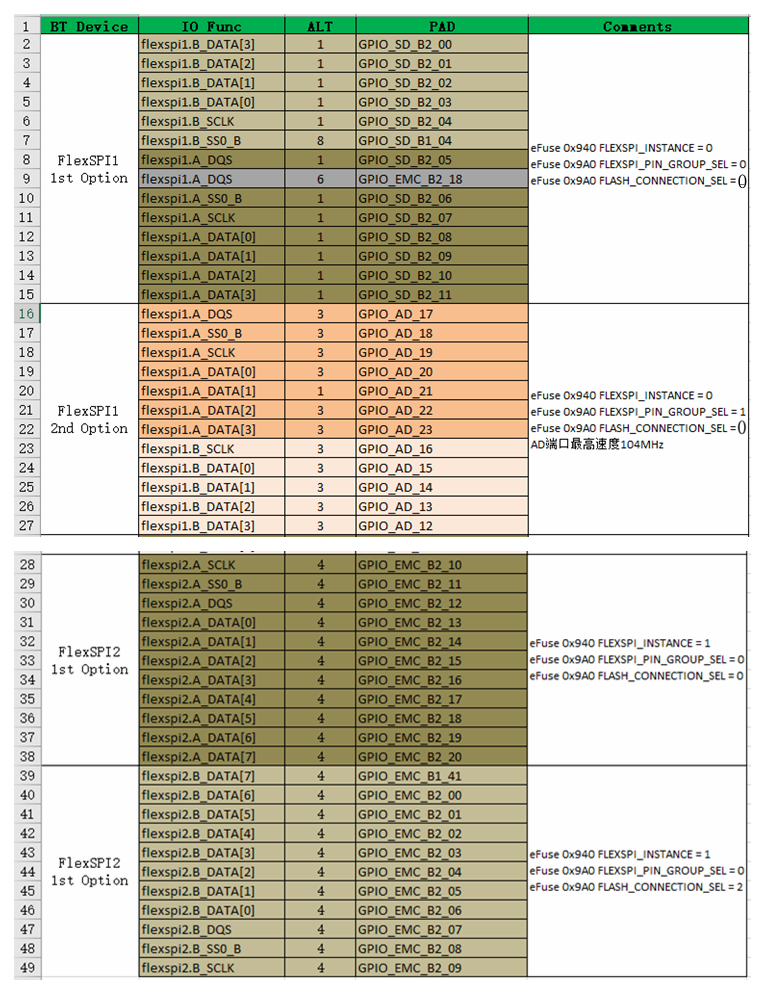 1 BT Device IO Func ALT PAD Comments
2 flexspi1.B_DATA[3] 1 GPIO_SD_B2_00
3 flexspi1.B_DATA[2] 1 GPIO_SD_B2_01
4 flexspi1.B_DATA[1] 1 GPIO_SD_B2_02
5 flexspi1.B_DATA[0] 1 GPIO_SD_B2_03
6 flexspi1.B_SCLK 1 GPIO_SD_B2_04
7 flexspi1.B_SS0_B 8 GPIO_SD_B1_04 eFuse 0x940 FLEXSPI_INSTANCE = 0
8 FlexSPI1 flexspi1.A_DQS 1 GPIO_SD_B2_05 eFuse 0x9A0 FLEXSPI_PIN_GROUP_SEL = 0
9 1st Option flexspi1.A_DQS 6 GPIO_EMC_B2_18 eFuse 0x9A0 FLASH_CONNECTION_SEL =()
10 flexspi1.A_SS0_B 1 GPIO_SD_B2_06
11 flexspi1.A_SCLK 1 GPIO_SD_B2_07
12 flexspi1.A_DATA[0] 1 GPIO_SD_B2_08
13 flexspi1.A_DATA[1] 1 GPIO_SD_B2_09
14 flexspi1.A_DATA[2] 1 GPIO_SD_B2_10
15 flexspi1.A_DATA[3] 1 GPIO_SD_B2_11
16 flexspi1.A_DQS 3 GPIO_AD_17
17 flexspi1.A_SS0_B 3 GPIO_AD_18
18 flexspi1.A_SCLK 3 GPIO_AD_19
19 flexspi1.A_DATA[0] 3 GPIO_AD_20
20 flexspi1.A_DATA[1] 1 GPIO_AD_21 eFuse 0x940 FLEXSPI_INSTANCE = 0
21 FlexSPI1 flexspi1.A_DATA[2] 3 GPIO_AD_22 eFuse 0x9A0 FLEXSPI_PIN_GROUP_SEL = 1
22 2nd Option flexspi1.A_DATA[3] 3 GPIO_AD_23 eFuse 0x9A0 FLASH_CONNECTION_SEL =()
23 flexspi1.B_SCLK 3 GPIO_AD_16 AD端口最高速度104MHz
24 flexspi1.B_DATA[0] 3 GPIO_AD_15
25 flexspi1.B_DATA[1] 3 GPIO_AD_14
26 flexspi1.B_DATA[2] 3 GPIO_AD_13
27 flexspi1.B_DATA[3] 3 GPIO_AD_12
28 flexspi2.A_SCLK 4 GPIO_EMC_B2_10
29 flexspi2.A_SS0_B 4 GPIO_EMC_B2_11
30 flexspi2.A_DQS 4 GPIO_EMC_B2_12
31 flexspi2.A_DATA[0] 4 GPIO_EMC_B2_13
32 flexspi2.A_DATA[1] 4 GPIO_EMC_B2_14 eFuse 0x940 FLEXSPI_INSTANCE = 1
33 FlexSPI2 flexspi2.A_DATA[2] 4 GPIO_EMC_B2_15 eFuse 0x9A0 FLEXSPI_PIN_GROUP_SEL = 0
34 1st Option flexspi2.A_DATA[3] 4 GPIO_EMC_B2_16 eFuse 0x9A0 FLASH_CONNECTION_SEL = 0
35 flexspi2.A_DATA[4] 4 GPIO_EMC_B2_17
36 flexspi2.A_DATA[5] 4 GPIO_EMC_B2_18
37 flexspi2.A_DATA[6] 4 GPIO_EMC_B2_19
38 flexspi2.A_DATA[7] 4 GPIO_EMC_B2_20
39 flexspi2.B_DATA[7] 4 GPIO_EMC_B1_41
40 flexspi2.B_DATA[6] 4 GPIO_EMC_B2_00
41 flexspi2.B_DATA[5] 4 GPIO_EMC_B2_01
42 flexspi2.B_DATA[4] 4 GPIO_EMC_B2_02
43 flexspi2.B_DATA[3] 4 GPIO_EMC_B2_03 eFuse 0x940 FLEXSPI_INSTANCE = 1
44 FlexSPI2 flexspi2.B_DATA[2] 4 GPIO_EMC_B2_04 eFuse 0x9A0 FLEXSPI_PIN_GROUP_SEL = 0
45 1st Option flexspi2.B_DATA[1] 4 GPIO_EMC_B2_05 eFuse 0x9A0 FLASH_CONNECTION_SEL = 2
46 flexspi2.B_DATA[0] 4 GPIO_EMC_B2_06
47 flexspi2.B_DQS 4 GPIO_EMC_B2_07
48 flexspi2.B_SS0_B 4 GPIO_EMC_B2_08
49 flexspi2.B_SCLK 4 GPIO_EMC_B2_09